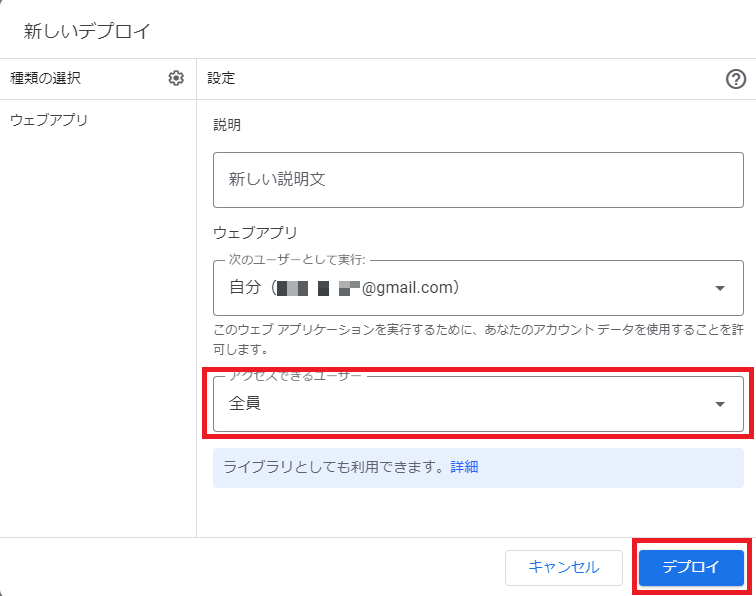 新しいデプロイ
種類の選択
設定
ウェブアプリ
説明
新しい説明文
ウェブアプリ
次のユーザーとして実行:
自分（@gmail.com）
このウェブ アプリケーションを実行するために、あなたのアカウント データを使用することを許
可します。
アクセスできるユーザー
全員
ライブラリとしても利用できます。詳細
キャンセル
デプロイ